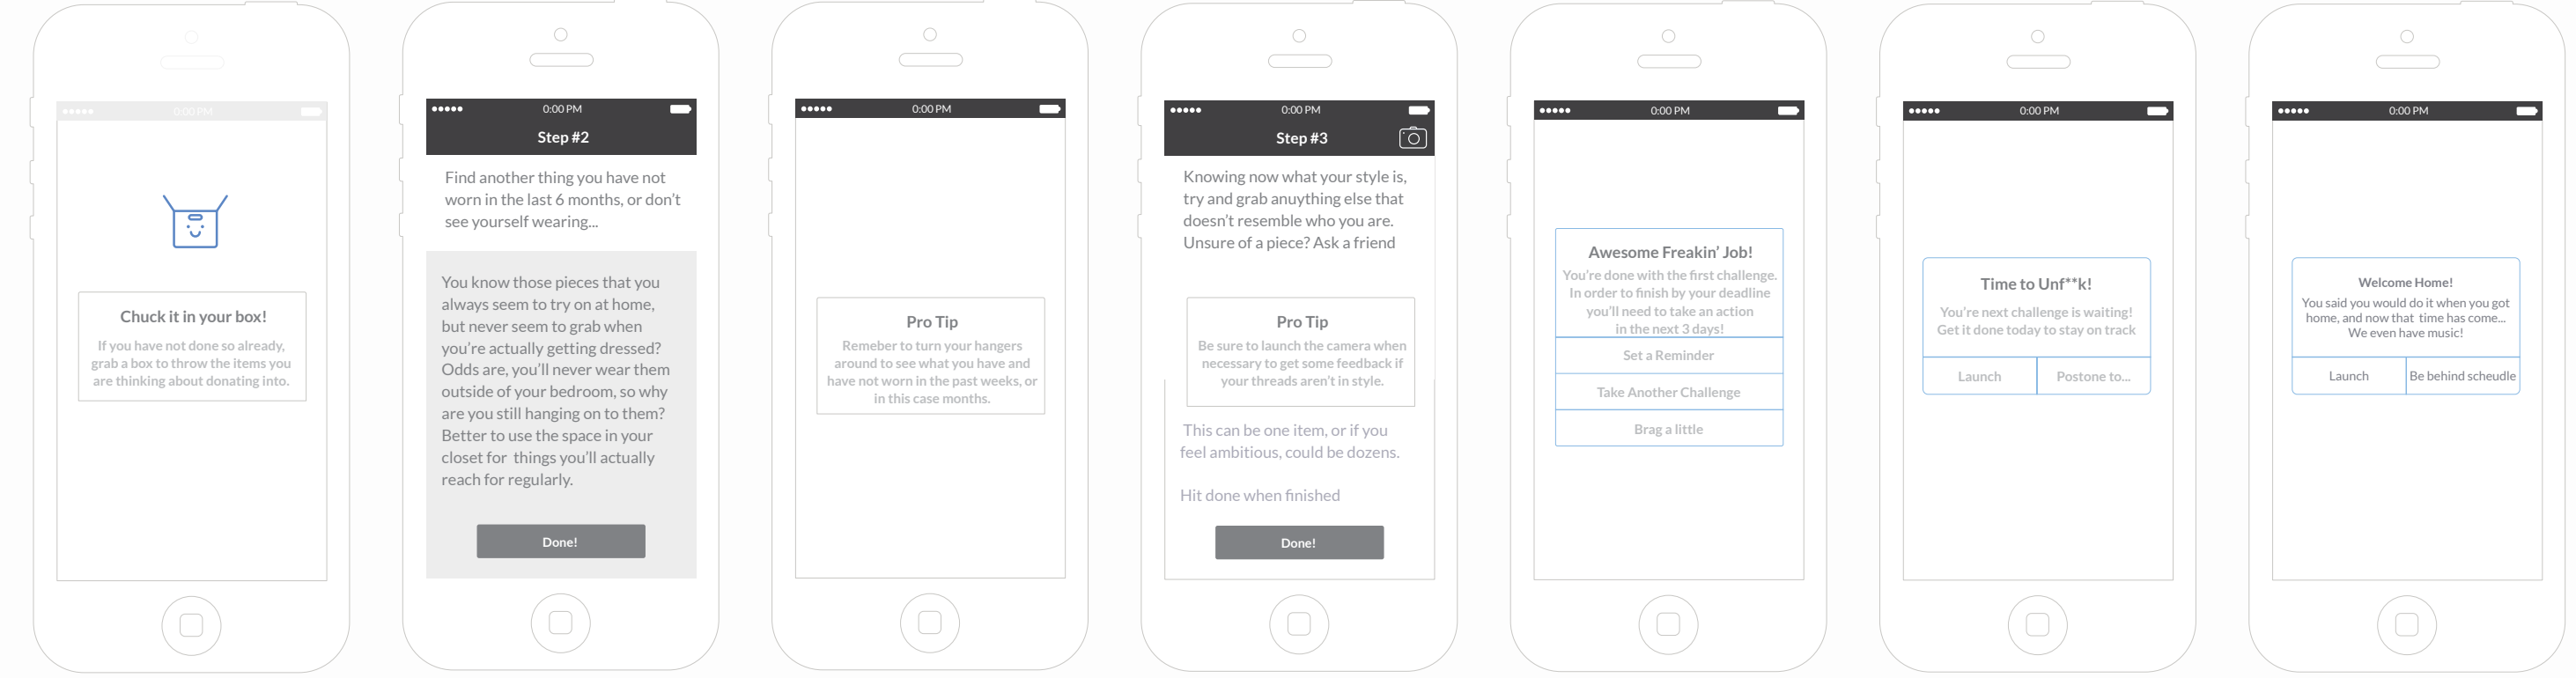 0:00 PM
Chuck it in your box!
If you have not done so already,
grab a box to throw the items you
are thinking about donating into.
0:00 PM
Step #2
Find another thing you have not
worn in the last 6 months, or don't
see yourself wearing...
You know those pieces that you
always seem to try on at home,
but never seem to grab when
you're actually getting dressed?
Odds are, you'll never wear them
outside of your bedroom, so why
are you still hanging on to them?
Better to use the space in your
closet for things you'll actually
reach for regularly.
Done!
0:00 PM
Pro Tip
Remeber to turn your hangers
around to see what you have and
have not worn in the past weeks, or
in this case months.
0:00 PM
Step #3
Knowing now what your style is,
try and grab anuything else that
doesn't resemble who you are.
Unsure of a piece? Ask a friend
Pro Tip
Be sure to launch the camera when
necessary to get some feedback if
your threads aren't in style.
This can be one item, or if you
feel ambitious, could be dozens.
Hit done when finished
Done!
0:00 PM
Awesome Freakin' Job!
You're done with the first challenge.
In order to finish by your deadline
you'll need to take an action
in the next 3 days!
Set a Reminder
Take Another Challenge
Brag a little
0:00 PM
Time to Unf**k!
You're next challenge is waiting!
Get it done today to stay on track
Launch
Postone to...
0:00 PM
Welcome Home!
You said you would do it when you got
home, and now that time has come...
We even have music!
Launch
Be behind scheudle